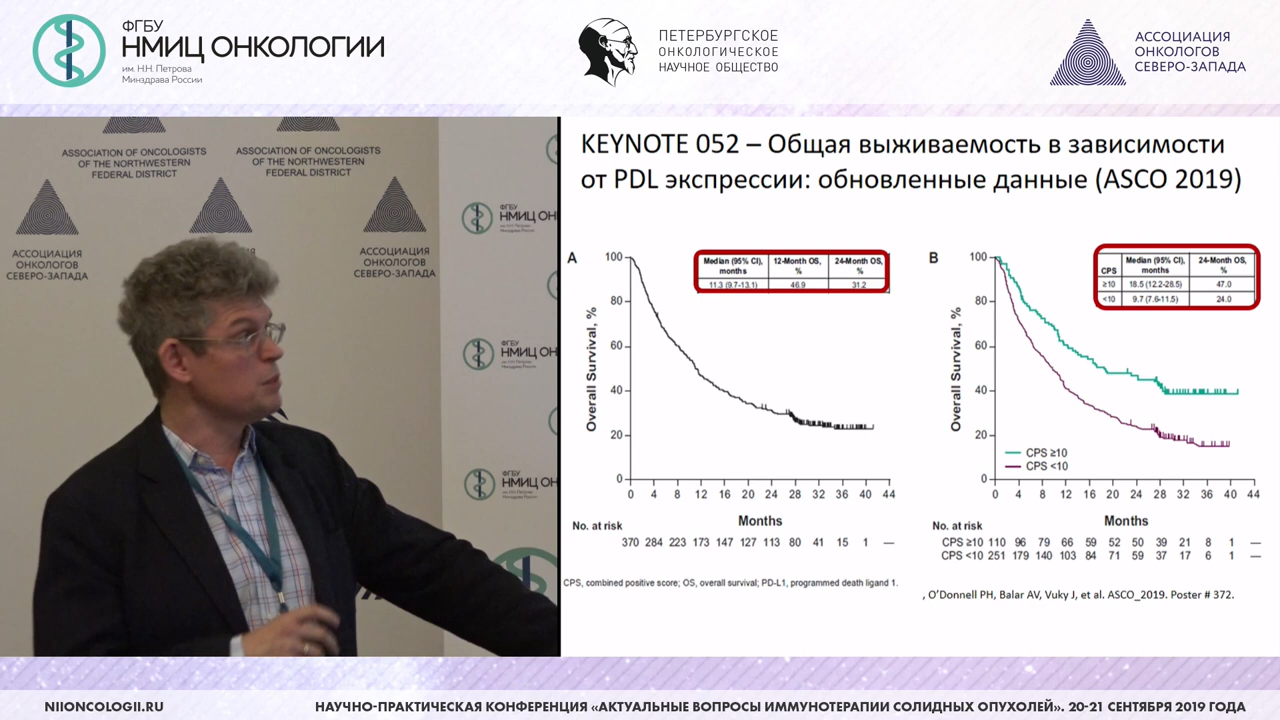 ФГБУ
НМИЦ ОНКОЛОГИИ
им. Н.Н. Петрова
Минздрава России
ПЕТЕРБУРГСКОЕ
ОНКОЛОГИЧЕСКОЕ
НАУЧНОЕ ОБЩЕСТВО
АССОЦИАЦИЯ
ОНКОЛОГОВ
СЕВЕРО-ЗАПАДА
ASSOCIATION OF ONCOLOGISTS
OF THE NORTHWESTERN
FEDERAL DISTRICT
ASSOCIATION OF ONCOLOGISTS
OF THE NORTHWESTERN
FEDERAL DISTRICT
АССОЦИАЦИЯ
ОНКОЛОГОВ
СЕВЕРО-ЗАПАДА
АССОЦИАЦИЯ
ОНКОЛОГОВ
СЕВЕРО-ЗАПАДА
ФГБУ
НМИЦ ОН
ФГБУ
НМИЦ ОН
ФГБУ
НМИЦ ОН
KEYNOTE 052 – Общая выживаемость в зависимости
от PDL экспрессии: обновленные данные (ASCO 2019)
A
Median (95% CI), months 12-Month OS, % 24-Month OS, %
11.3 (9.7-13.1) 46.9 31.2
Overall Survival, %
100
80
60
40
20
0
0 4 8 12 16 20 24 28 32 36 40 44
Months
No. at risk
370 284 223 173 147 127 113 80 41 15 1 —
B
CPS Median (95% CI), months 24-Month OS, %
≥10 18.5 (12.2-28.5) 47.0
<10 9.7 (7.6-11.5) 24.0
Overall Survival, %
100
80
60
40
20
0
CPS ≥10
CPS <10
0 4 8 12 16 20 24 28 32 36 40 44
Months
No. at risk
CPS ≥10 110 96 79 66 59 52 50 39 21 8 1 —
CPS <10 251 179 140 103 84 71 59 37 17 6 1 —
CPS, combined positive score; OS, overall survival; PD-L1, programmed death ligand 1.
, O’Donnell PH, Balar AV, Vuky J, et al. ASCO_2019. Poster # 372.
NIIONCOLOGII.RU
НАУЧНО-ПРАКТИЧЕСКАЯ КОНФЕРЕНЦИЯ «АКТУАЛЬНЫЕ ВОПРОСЫ ИММУНОТЕРАПИИ СОЛИДНЫХ ОПУХОЛЕЙ». 20-21 СЕНТЯБРЯ 2019 ГОДА